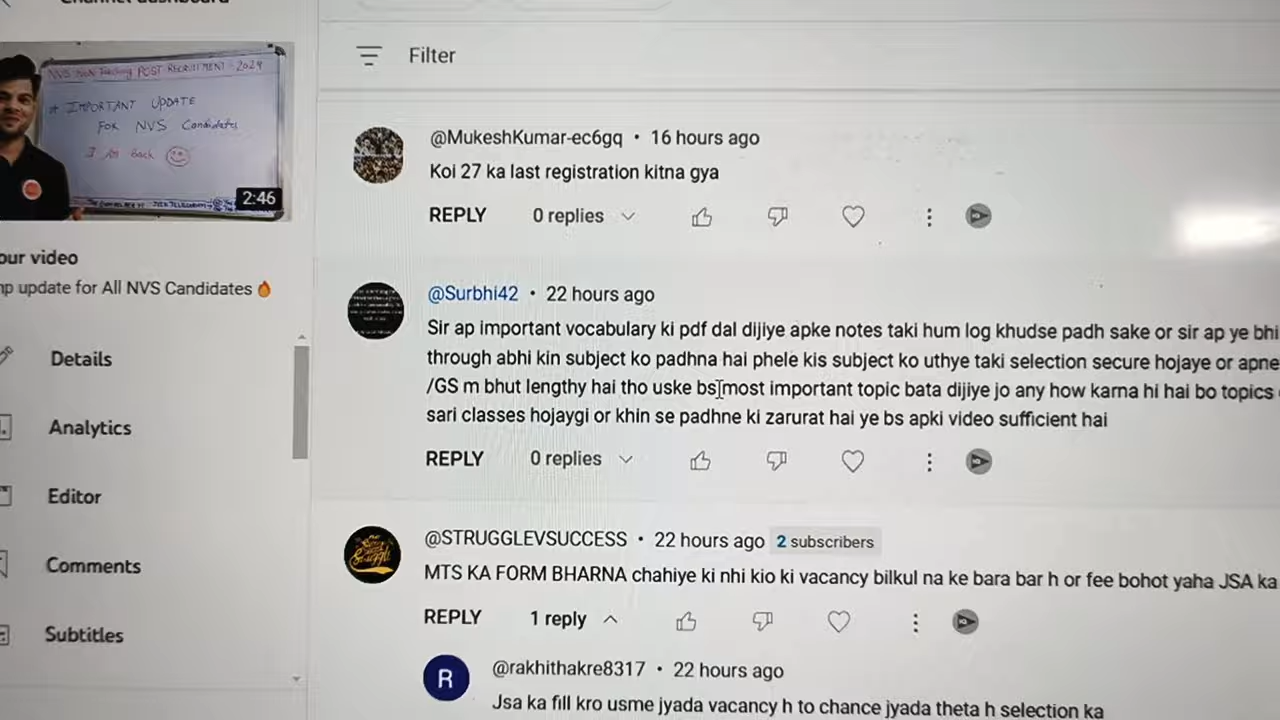 NVS Non Teaching POST RECRUITMENT - 2024
IMPORTANT UPDATE
FOR NVS Candidates
I am back
2:46
our video
np update for All NVS Candidates
Details
Analytics
Editor
Comments
Subtitles
Filter
@MukeshKumar-ec6gq • 16 hours ago
Koi 27 ka last registration kitna gya
REPLY 0 replies
@Surbhi42 • 22 hours ago
Sir ap important vocabulary ki pdf dal dijiye apke notes taki hum log khudse padh sake or sir ap ye bhi
through abhi kin subject ko padhna hai phele kis subject ko uthye taki selection secure hojaye or apne
/GS m bhut lengthy hai tho uske bs most important topic bata dijiye jo any how karna hi hai bo topics
sari classes hojaygi or khin se padhne ki zarurat hai ye bs apki video sufficient hai
REPLY 0 replies
@STRUGGLEVSUCCESS • 22 hours ago 2 subscribers
MTS KA FORM BHARNA chahiye ki nhi kio ki vacancy bilkul na ke bara bar h or fee bohot yaha JSA ka
REPLY 1 reply
R
@rakhithakre8317 • 22 hours ago
Jsa ka fill kro usme jyada vacancy h to chance jyada theta h selection ka